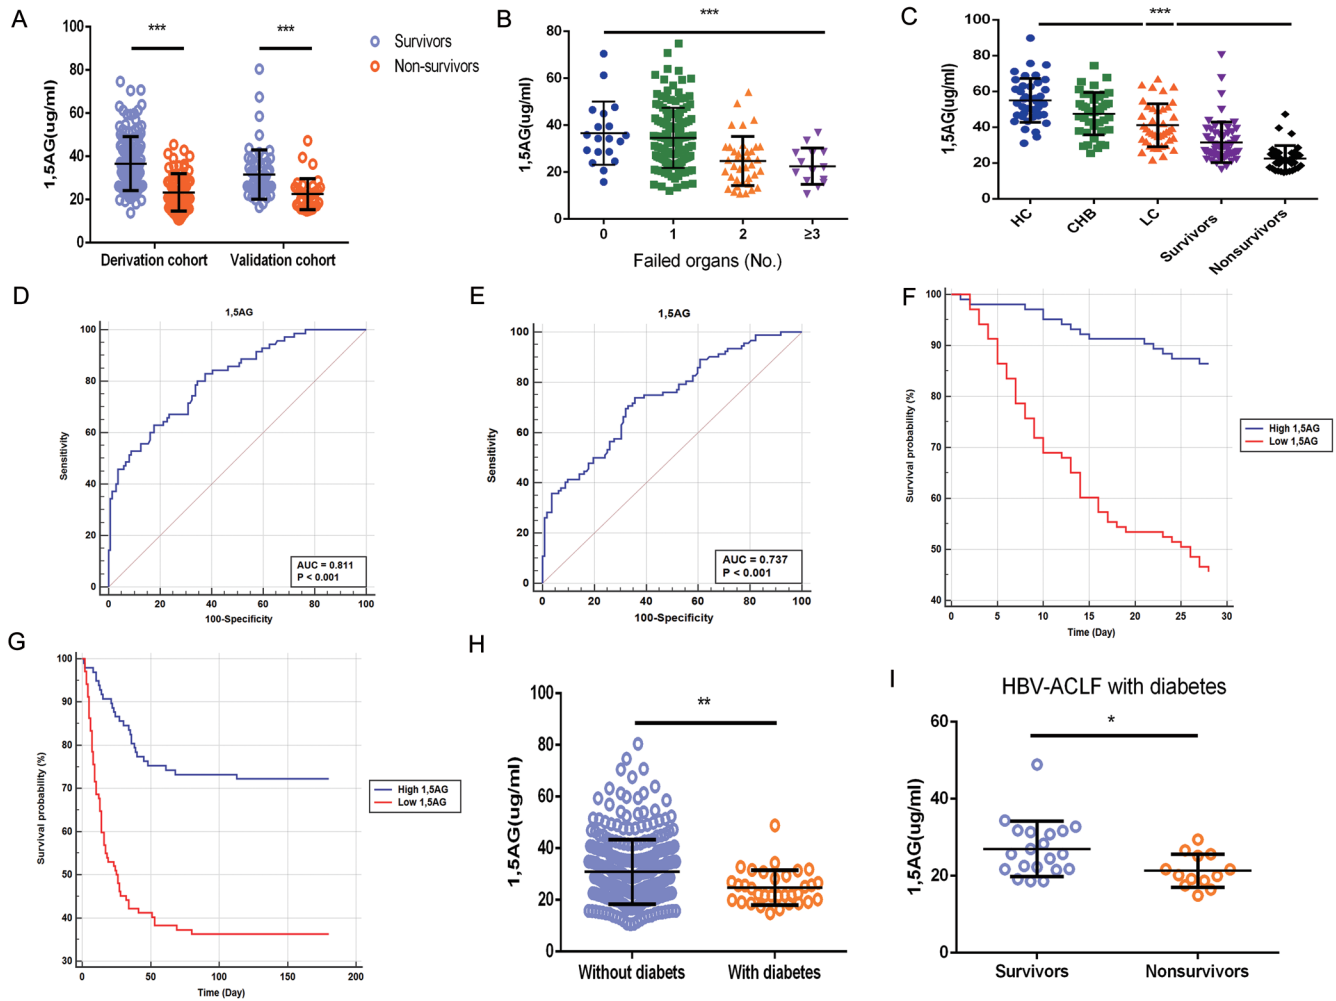 A
1,5AG(ug/ml)
100
80
60
40
20
0
***
***
Derivation cohort
Validation cohort
Survivors
Non-survivors
B
1,5AG(ug/ml)
80
60
40
20
0
***
0
1
2
≥3
Failed organs (No.)
C
1,5AG(ug/ml)
100
80
60
40
20
0
***
HC
CHB
LC
Survivors
Nonsurvivors
D
1,5AG
Sensitivity
100
80
60
40
20
0
AUC = 0.811
P < 0.001
0 20 40 60 80 100
100-Specificity
E
1,5AG
Sensitivity
100
80
60
40
20
0
AUC = 0.737
P < 0.001
0 20 40 60 80 100
100-Specificity
F
Survival probability (%)
100
90
80
70
60
50
40
0 5 10 15 20 25 30
Time (Day)
High 1,5AG
Low 1,5AG
G
Survival probability (%)
100
90
80
70
60
50
40
30
0 50 100 150 200
Time (Day)
High 1,5AG
Low 1,5AG
H
1,5AG(ug/ml)
100
80
60
40
20
0
**
Without diabets
With diabetes
I
HBV-ACLF with diabetes
1,5AG(ug/ml)
60
40
20
0
*
Survivors
Nonsurvivors